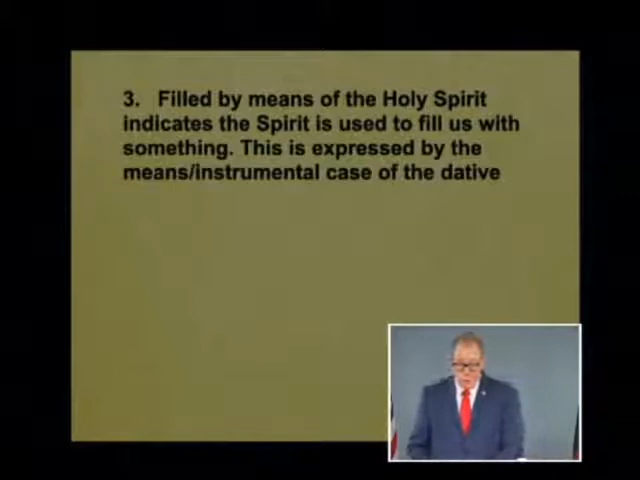 3. Filled by means of the Holy Spirit
indicates the Spirit is used to fill us with
something. This is expressed by the
means/instrumental case of the dative